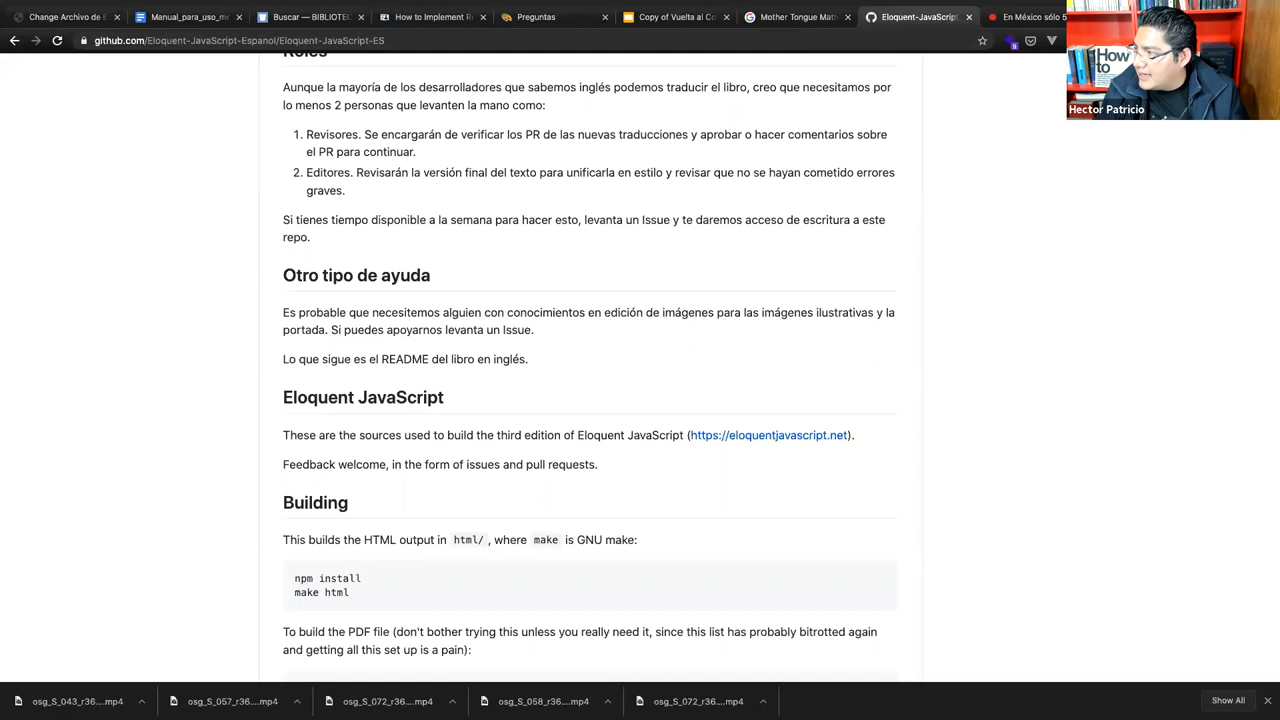 Change Archivo de E
Manual_para_uso_me
Buscar — BIBLIOTEC
How to Implement Re
Preguntas
Copy of Vuelta al Co
Mother Tongue Mat
Eloquent-JavaScript
En México sólo 5
github.com/Eloquent-JavaScript-Espanol/Eloquent-JavaScript-ES
9
How to
Hector Patricio
Roles
Aunque la mayoría de los desarrolladores que sabemos inglés podemos traducir el libro, creo que necesitamos por
lo menos 2 personas que levanten la mano como:
1. Revisores. Se encargarán de verificar los PR de las nuevas traducciones y aprobar o hacer comentarios sobre
el PR para continuar.
2. Editores. Revisarán la versión final del texto para unificarla en estilo y revisar que no se hayan cometido errores
graves.
Si tienes tiempo disponible a la semana para hacer esto, levanta un Issue y te daremos acceso de escritura a este
repo.
Otro tipo de ayuda
Es probable que necesitemos alguien con conocimientos en edición de imágenes para las imágenes ilustrativas y la
portada. Si puedes apoyarnos levanta un Issue.
Lo que sigue es el README del libro en inglés.
Eloquent JavaScript
These are the sources used to build the third edition of Eloquent JavaScript (https://eloquentjavascript.net).
Feedback welcome, in the form of issues and pull requests.
Building
This builds the HTML output in html/ , where make is GNU make:
npm install
make html
To build the PDF file (don't bother trying this unless you really need it, since this list has probably bitrotted again
and getting all this set up is a pain):
osg_S_043_r36....mp4
osg_S_057_r36....mp4
osg_S_072_r36....mp4
osg_S_058_r36....mp4
osg_S_072_r36....mp4
Show All